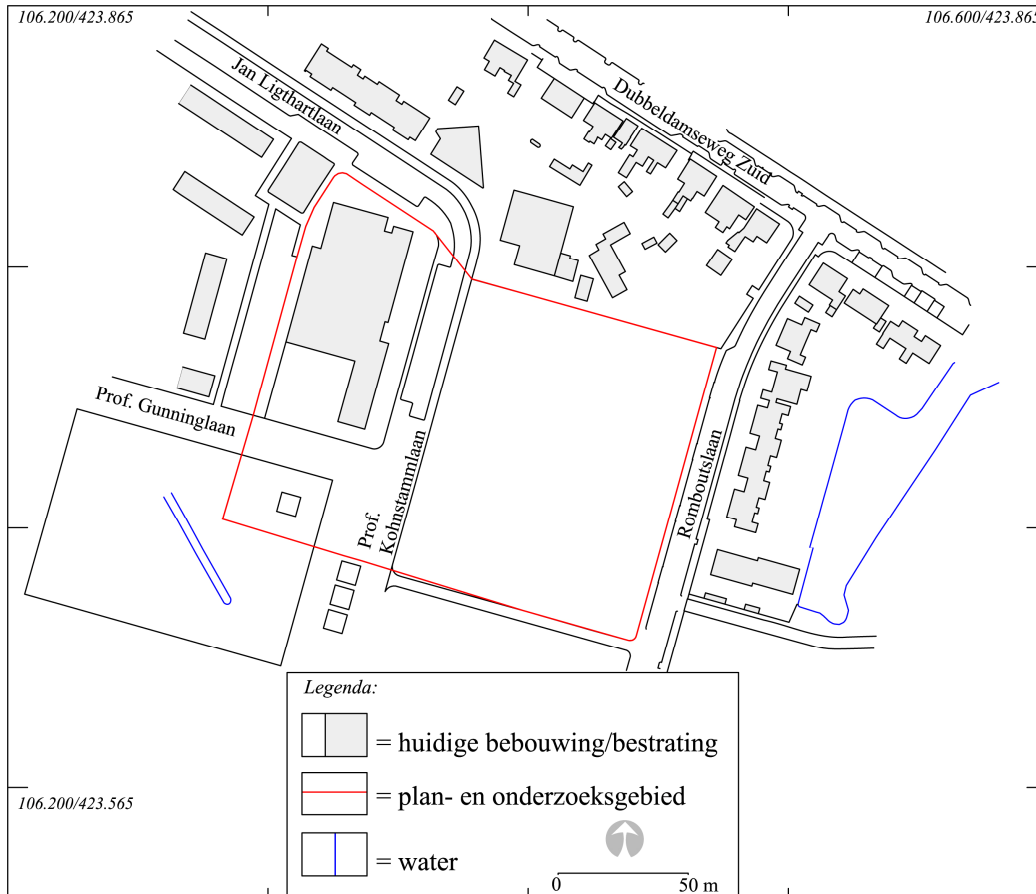 106.200/423.865
106.600/423.865
Jan Ligthartlaan
Dubbeldamseweg Zuid
Prof. Gunninglaan
Prof.
Kohnstammlaan
Romboutslaan
106.200/423.565
Legenda:
= huidige bebouwing/bestrating
= plan- en onderzoeksgebied
= water
0
50 m